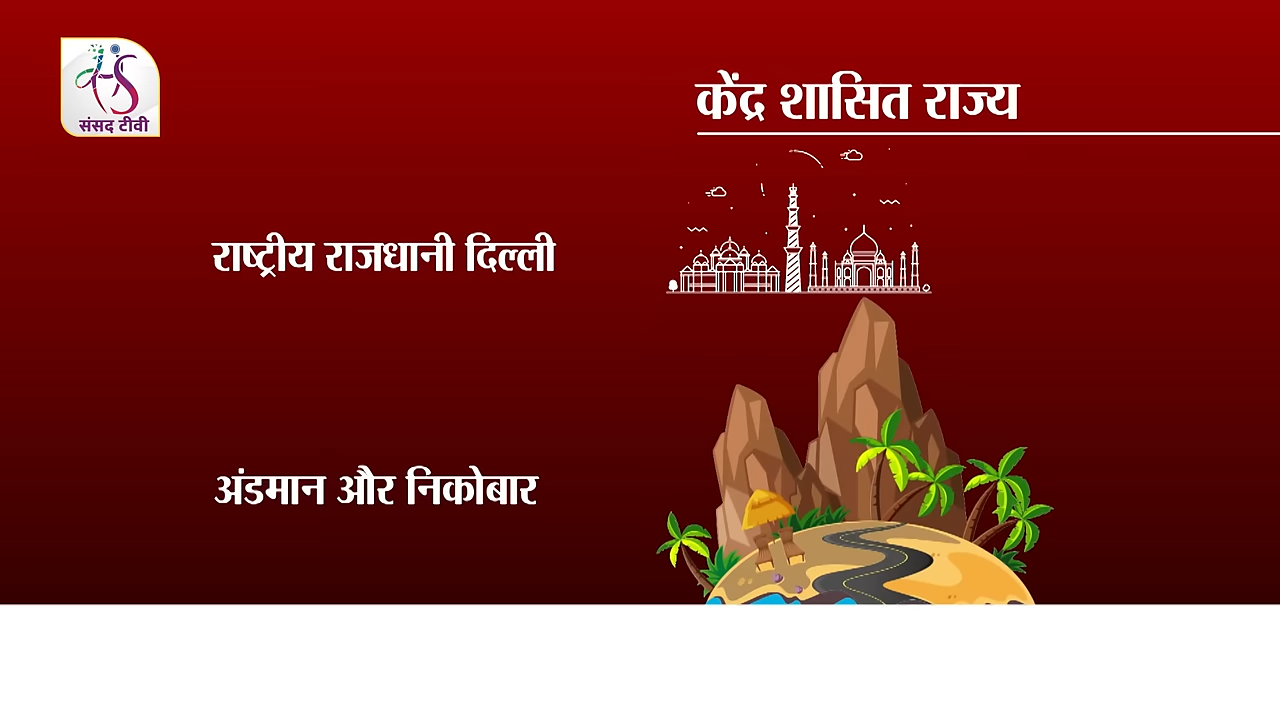 संसद टीवी
केंद्र शासित राज्य
राष्ट्रीय राजधानी दिल्ली
अंडमान और निकोबार